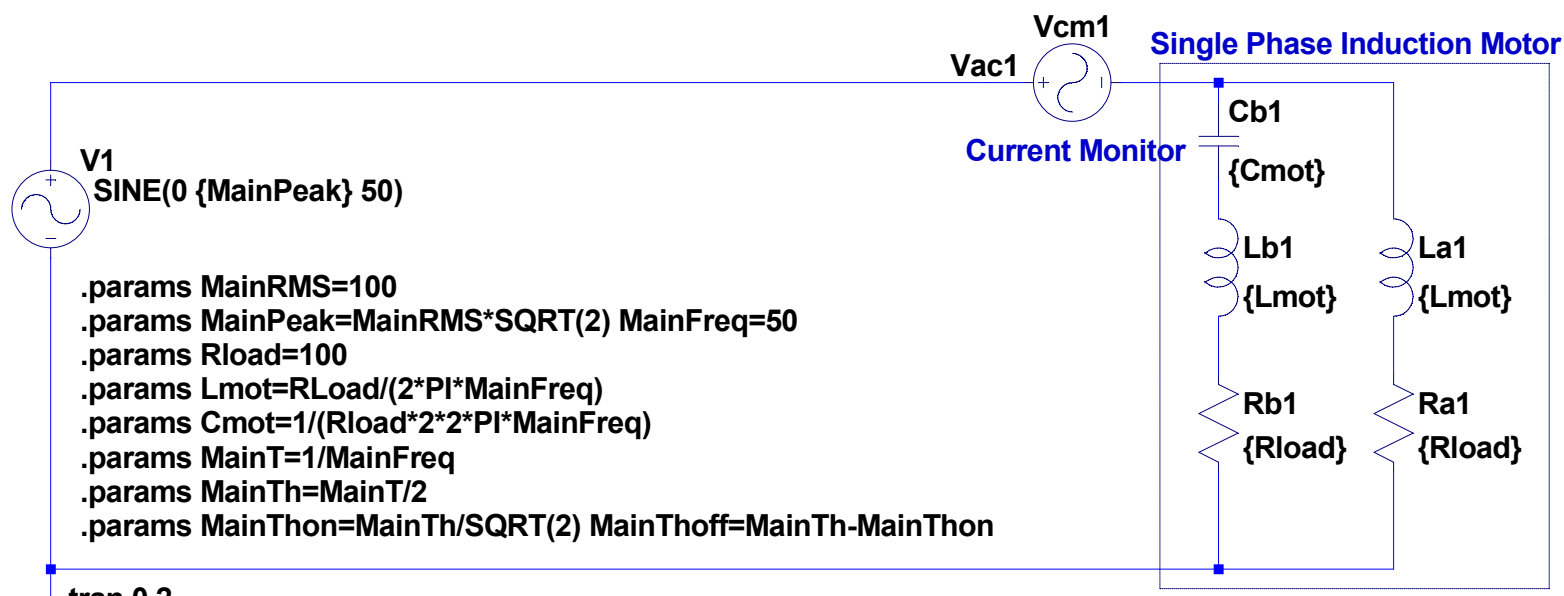 Vcm1
Single Phase Induction Motor
Vac1
Cb1
Current Monitor
{Cmot}
V1
SINE(0 {MainPeak} 50)
Lb1
La1
{Lmot}
{Lmot}
.params MainRMS=100
.params MainPeak=MainRMS*SQRT(2) MainFreq=50
.params Rload=100
.params Lmot=RLoad/(2*PI*MainFreq)
.params Cmot=1/(Rload*2*2*PI*MainFreq)
.params MainT=1/MainFreq
.params MainTh=MainT/2
.params MainThon=MainTh/SQRT(2) MainThoff=MainTh-MainThon
Rb1
Ra1
{Rload}
{Rload}